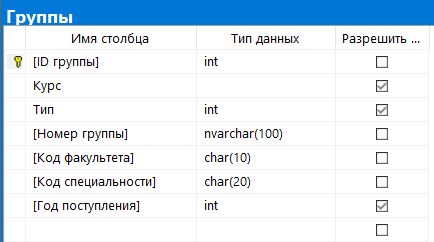 Группы
Имя столбца Тип данных Разрешить ...
[ID группы] int
Курс
Тип int
[Номер группы] nvarchar(100)
[Код факультета] char(10)
[Код специальности] char(20)
[Год поступления] int